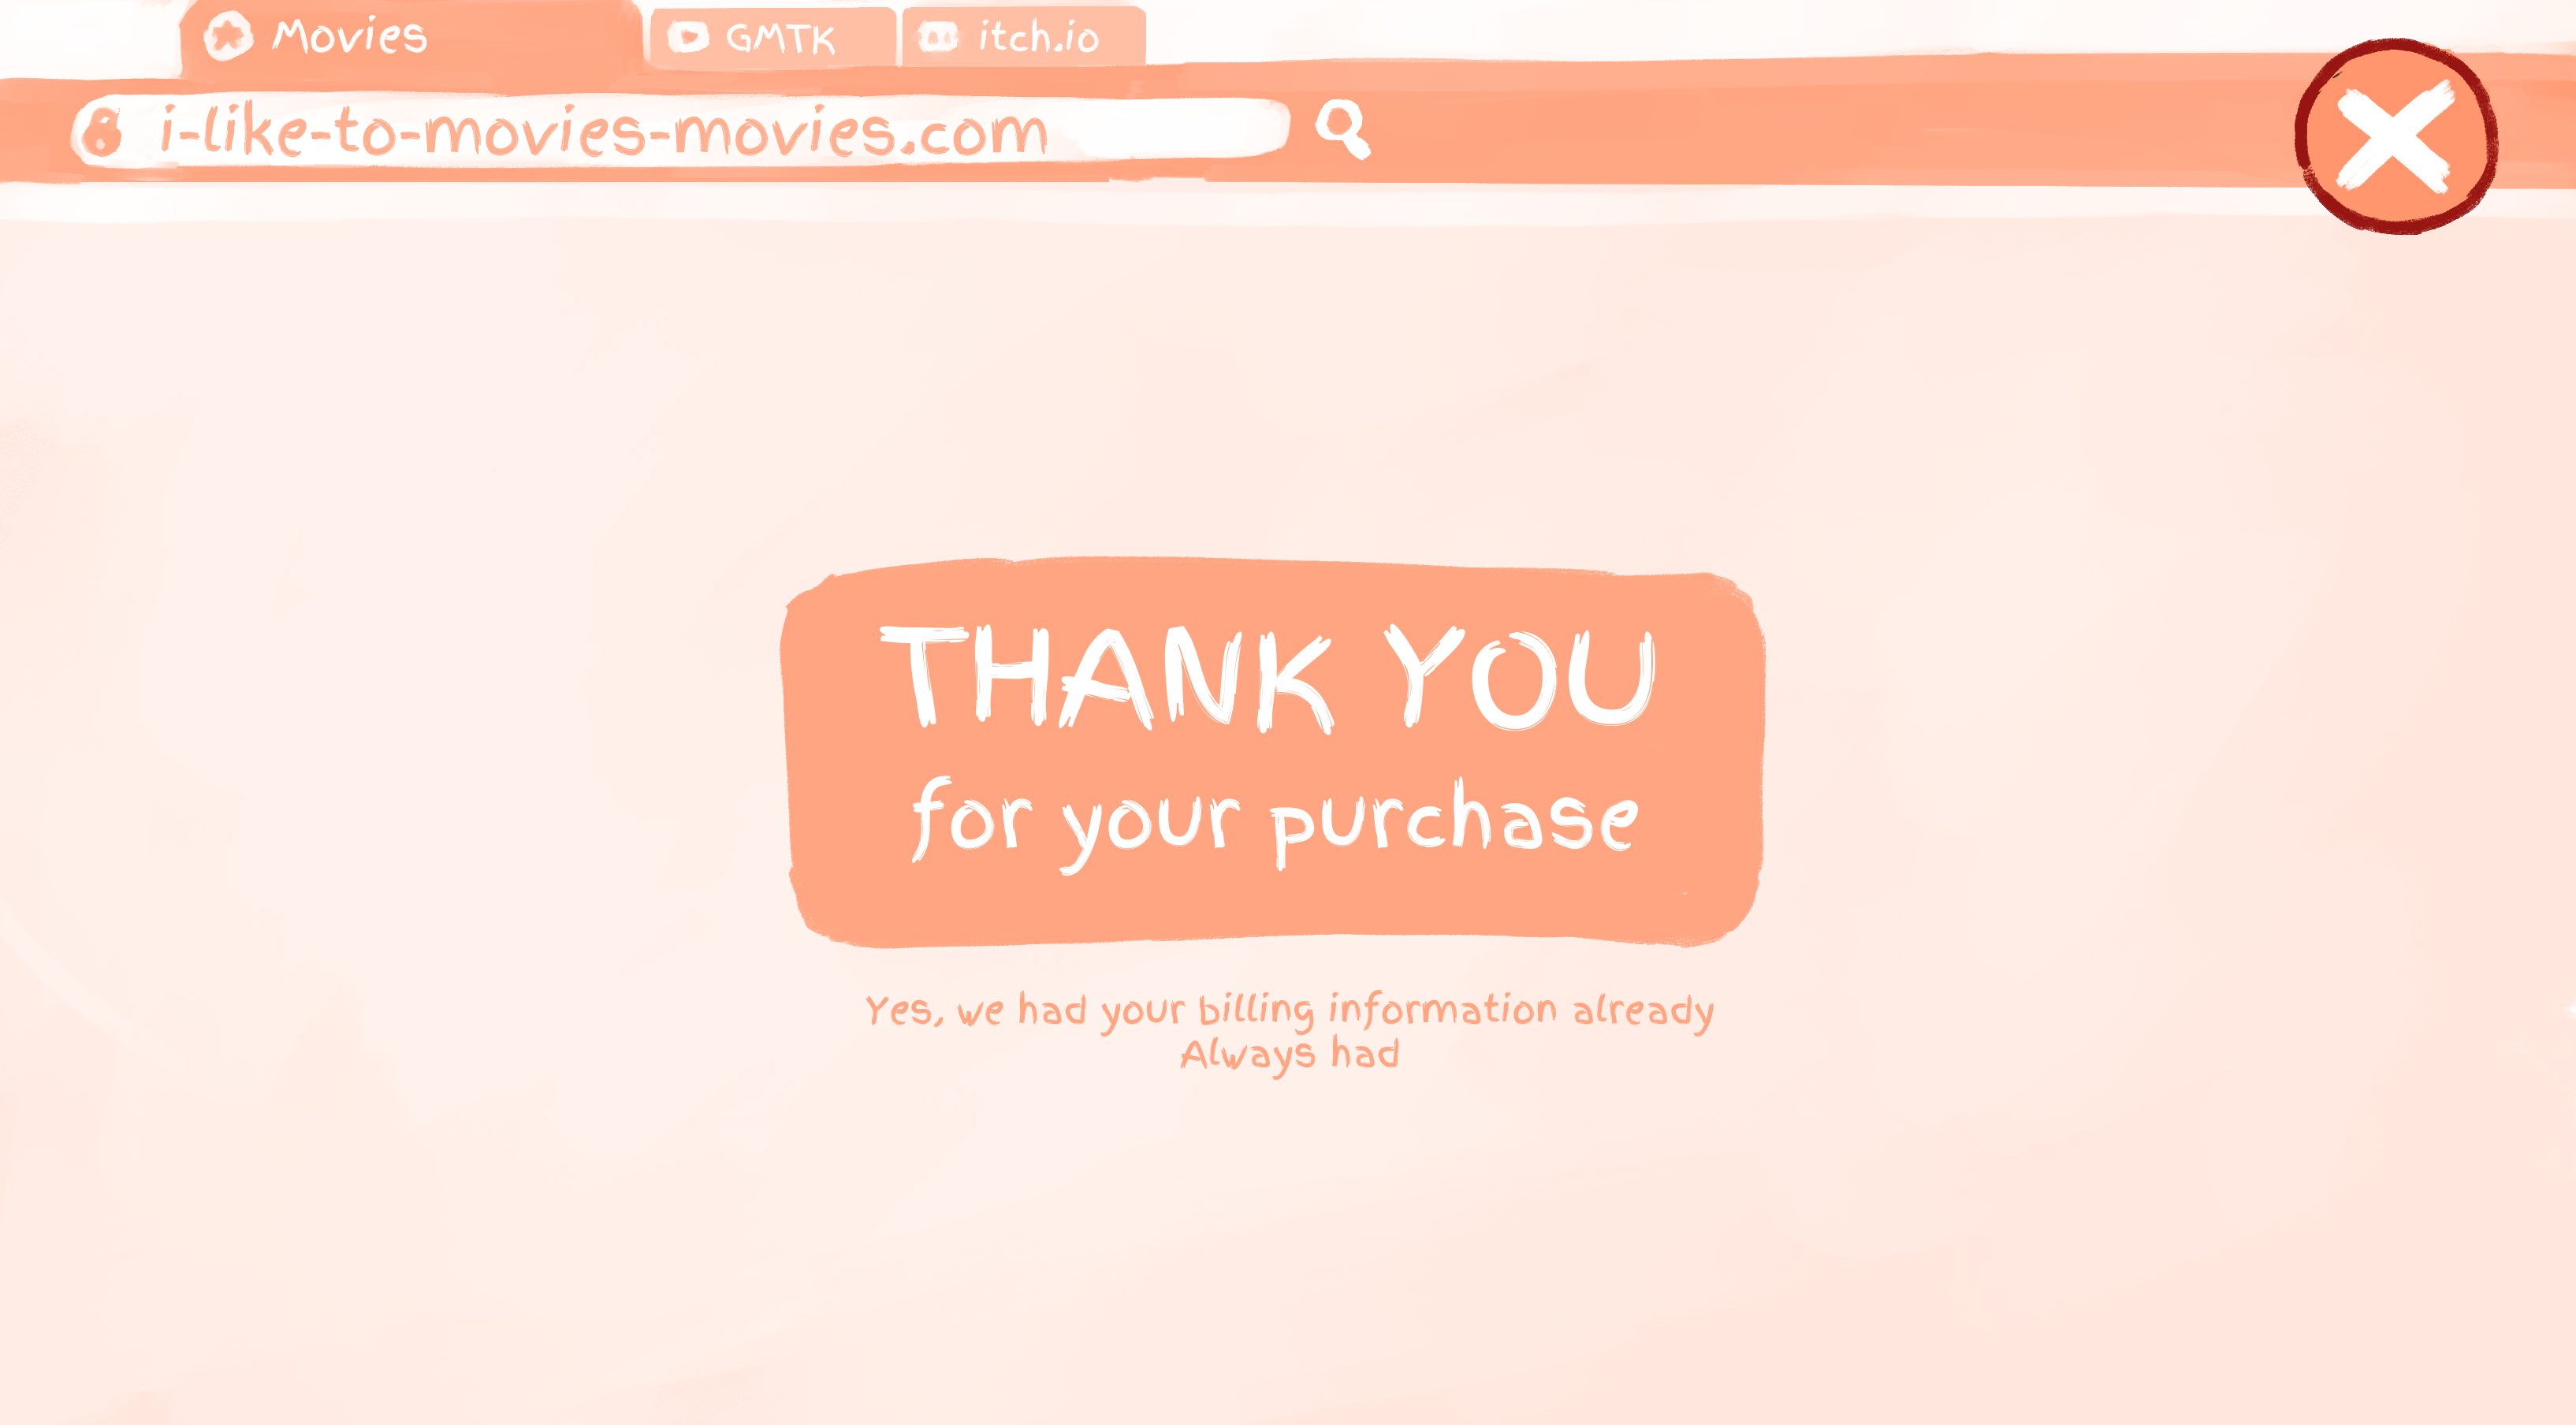 Movies
GMTK
itch.io
i-like-to-movies-movies.com
THANK YOU
for your purchase
Yes, we had your billing information already
Always had